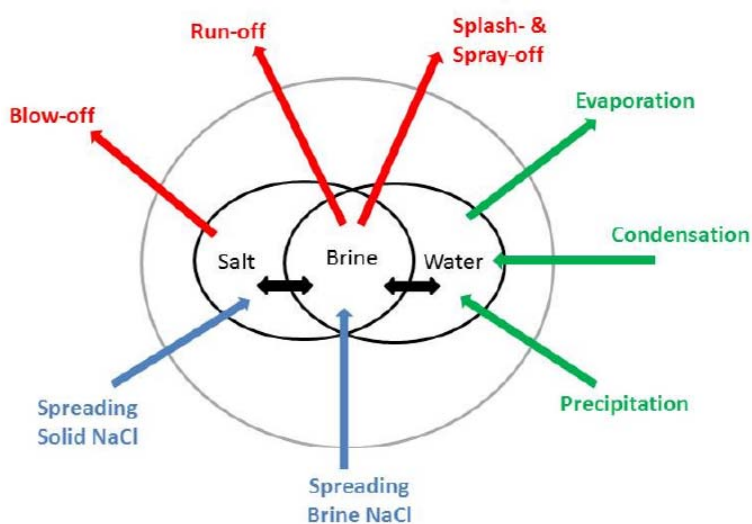 Splash- &
Run-off
Spray-off
Evaporation
Blow-off
Condensation
Salt
Brine
Water
Spreading
Solid NaCl
Precipitation
Spreading
Brine NaCl